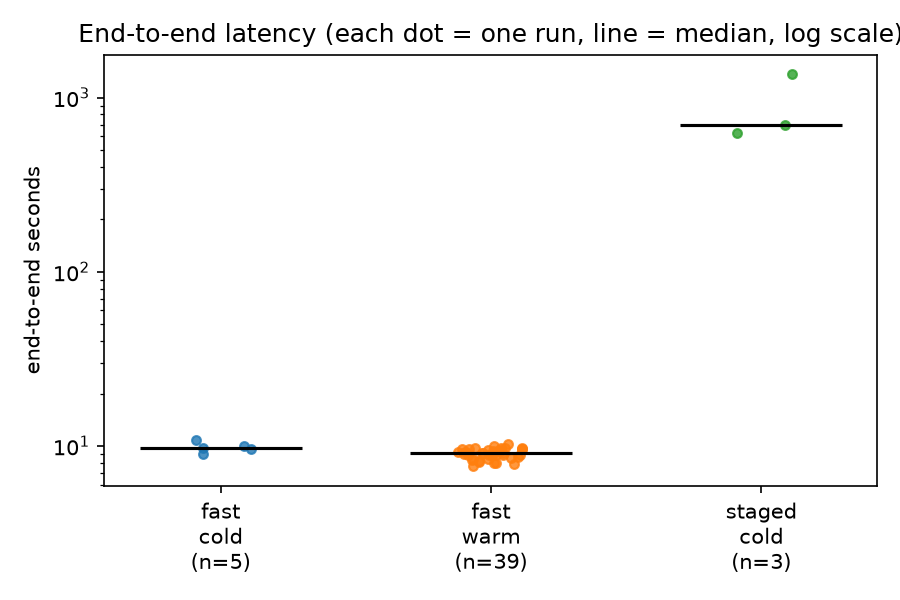 End-to-end latency (each dot = one run, line = median, log scale)
end-to-end seconds
10³
10²
10¹
fast
cold
(n=5)
fast
warm
(n=39)
staged
cold
(n=3)